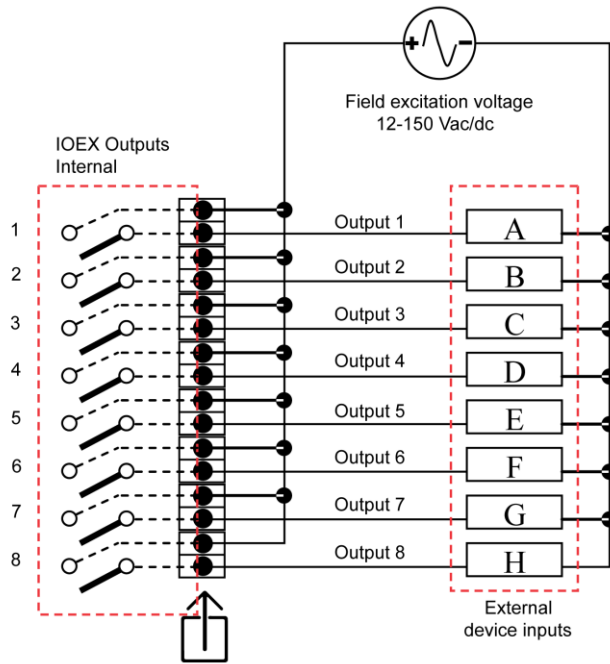 Field excitation voltage
12-150 Vac/dc
IOEX Outputs
Internal
1 Output 1 A
2 Output 2 B
3 Output 3 C
4 Output 4 D
5 Output 5 E
6 Output 6 F
7 Output 7 G
8 Output 8 H
External
device inputs